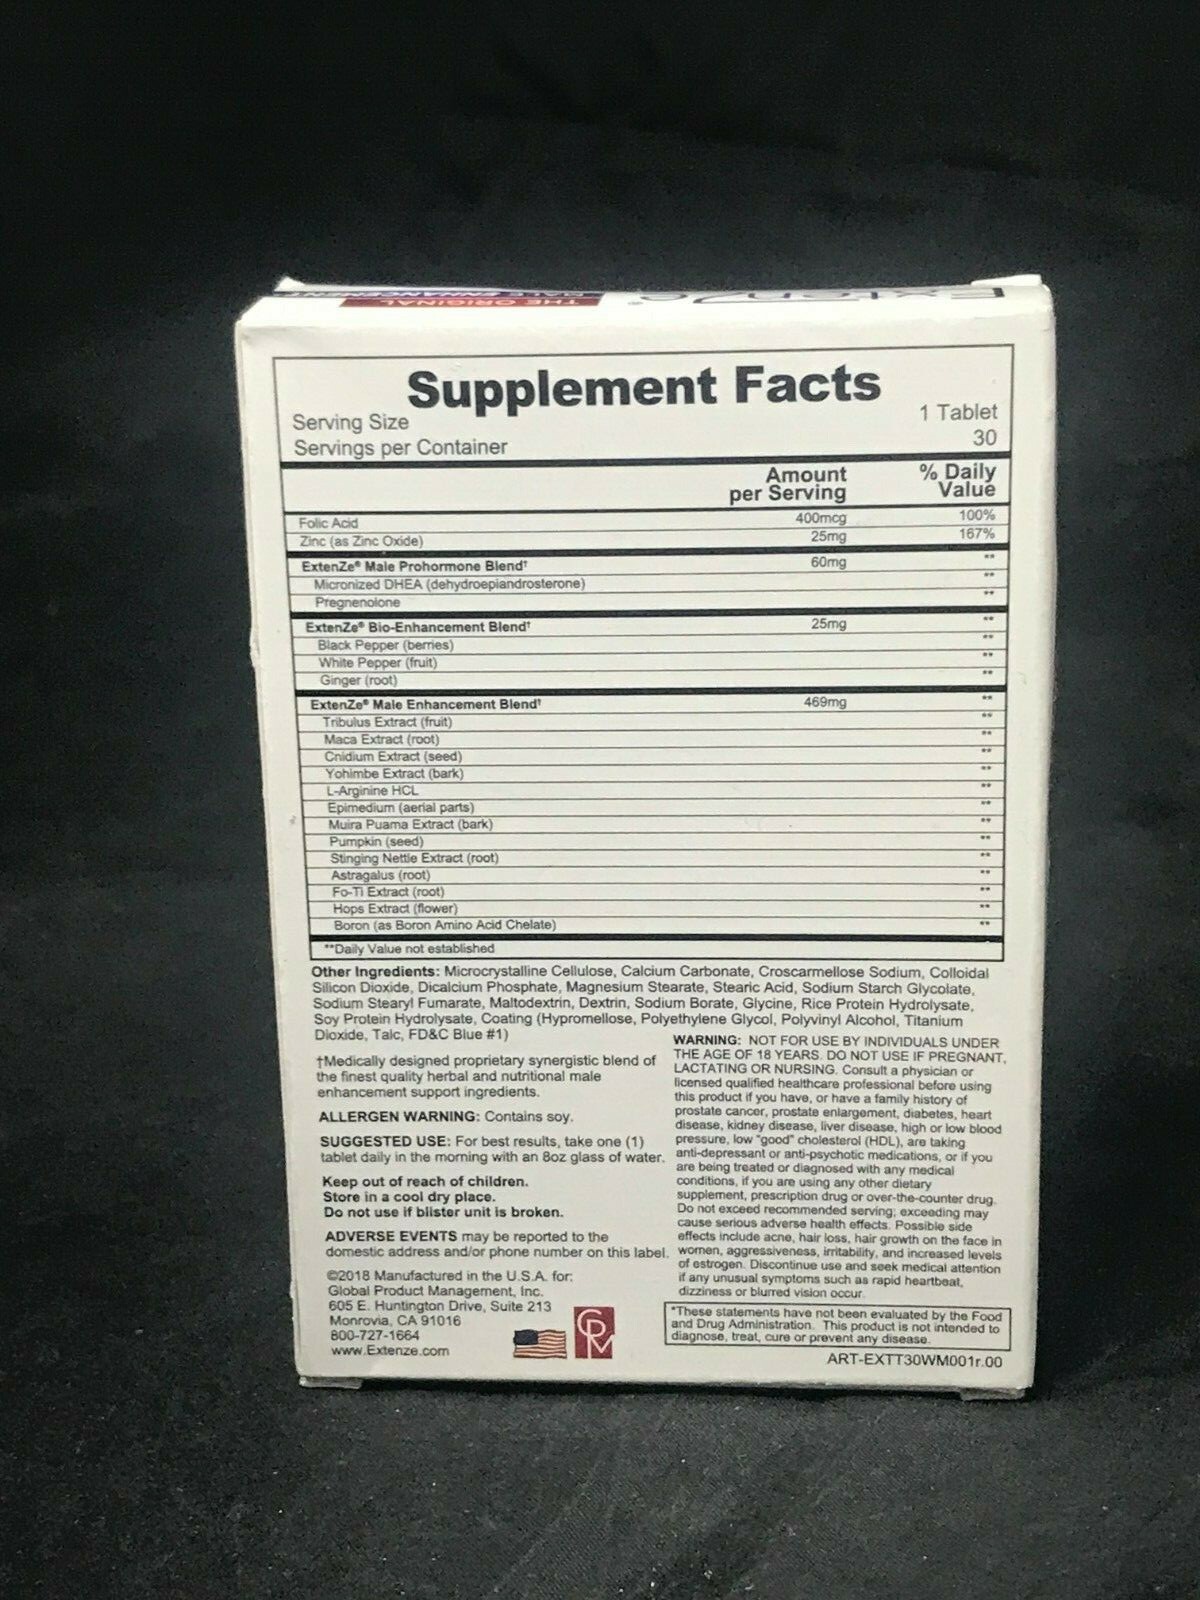 THE ORIGINAL
MALE ENHANCEMENT
ExtenZe®
Supplement Facts
Serving Size 1 Tablet
Servings per Container 30
Amount per Serving % Daily Value
Folic Acid 400mcg 100%
Zinc (as Zinc Oxide) 25mg 167%
ExtenZe® Male Prohormone Blend† 60mg **
Micronized DHEA (dehydroepiandrosterone) **
Pregnenolone **
ExtenZe® Bio-Enhancement Blend† 25mg **
Black Pepper (berries) **
White Pepper (fruit) **
Ginger (root) **
ExtenZe® Male Enhancement Blend† 469mg **
Tribulus Extract (fruit) **
Maca Extract (root) **
Cnidium Extract (seed) **
Yohimbe Extract (bark) **
L-Arginine HCL **
Epimedium (aerial parts) **
Muira Puama Extract (bark) **
Pumpkin (seed) **
Stinging Nettle Extract (root) **
Astragalus (root) **
Fo-Ti Extract (root) **
Hops Extract (flower) **
Boron (as Boron Amino Acid Chelate) **
**Daily Value not established
Other Ingredients: Microcrystalline Cellulose, Calcium Carbonate, Croscarmellose Sodium, Colloidal
Silicon Dioxide, Dicalcium Phosphate, Magnesium Stearate, Stearic Acid, Sodium Starch Glycolate,
Sodium Stearyl Fumarate, Maltodextrin, Dextrin, Sodium Borate, Glycine, Rice Protein Hydrolysate,
Soy Protein Hydrolysate, Coating (Hypromellose, Polyethylene Glycol, Polyvinyl Alcohol, Titanium
Dioxide, Talc, FD&C Blue #1)
†Medically designed proprietary synergistic blend of
the finest quality herbal and nutritional male
enhancement support ingredients.
ALLERGEN WARNING: Contains soy.
SUGGESTED USE: For best results, take one (1)
tablet daily in the morning with an 8oz glass of water.
Keep out of reach of children.
Store in a cool dry place.
Do not use if blister unit is broken.
ADVERSE EVENTS may be reported to the
domestic address and/or phone number on this label.
©2018 Manufactured in the U.S.A. for:
Global Product Management, Inc.
605 E. Huntington Drive, Suite 213
Monrovia, CA 91016
800-727-1664
www.Extenze.com
GPM
WARNING: NOT FOR USE BY INDIVIDUALS UNDER
THE AGE OF 18 YEARS. DO NOT USE IF PREGNANT,
LACTATING OR NURSING. Consult a physician or
licensed qualified healthcare professional before using
this product if you have, or have a family history of
prostate cancer, prostate enlargement, diabetes, heart
disease, kidney disease, liver disease, high or low blood
pressure, low "good" cholesterol (HDL), are taking
anti-depressant or anti-psychotic medications, or if you
are being treated or diagnosed with any medical
conditions, if you are using any other dietary
supplement, prescription drug or over-the-counter drug.
Do not exceed recommended serving; exceeding may
cause serious adverse health effects. Possible side
effects include acne, hair loss, hair growth on the face in
women, aggressiveness, irritability, and increased levels
of estrogen. Discontinue use and seek medical attention
if any unusual symptoms such as rapid heartbeat,
dizziness or blurred vision occur.
*These statements have not been evaluated by the Food
and Drug Administration. This product is not intended to
diagnose, treat, cure or prevent any disease.
ART-EXTT30WM001r.00